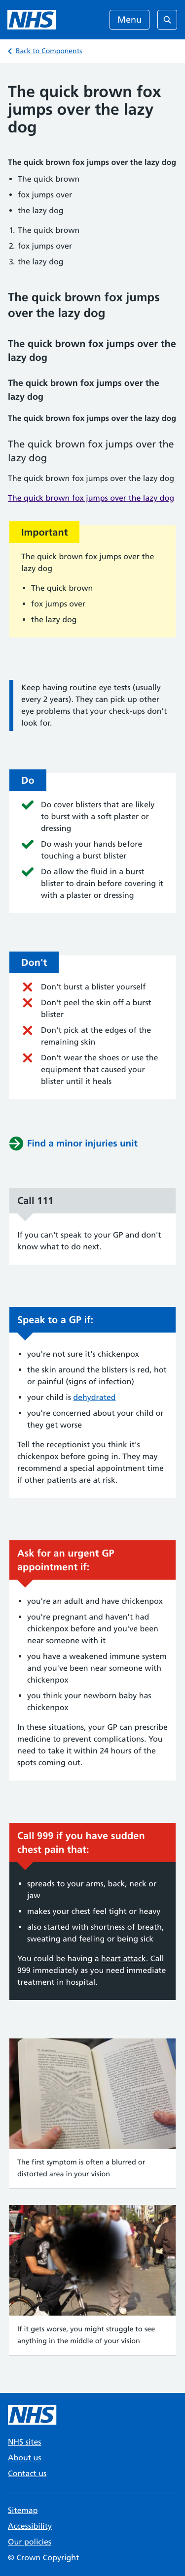 NHS
Menu
Back to Components
The quick brown fox
jumps over the lazy
dog
The quick brown fox jumps over the lazy dog
The quick brown
fox jumps over
the lazy dog
1. The quick brown
2. fox jumps over
3. the lazy dog
The quick brown fox jumps
over the lazy dog
The quick brown fox jumps over the
lazy dog
The quick brown fox jumps over the
lazy dog
The quick brown fox jumps over the lazy dog
The quick brown fox jumps over the lazy
dog
The quick brown fox jumps over the lazy dog
The quick brown fox jumps over the lazy dog
Important
The quick brown fox jumps over the
lazy dog
The quick brown
fox jumps over
the lazy dog
Keep having routine eye tests (usually
every 2 years). They can pick up other
eye problems that your check-ups don't
look for.
Do
Do cover blisters that are likely
to burst with a soft plaster or
dressing
Do wash your hands before
touching a burst blister
Do allow the fluid in a burst
blister to drain before covering it
with a plaster or dressing
Don't
Don't burst a blister yourself
Don't peel the skin off a burst
blister
Don't pick at the edges of the
remaining skin
Don't wear the shoes or use the
equipment that caused your
blister until it heals
Find a minor injuries unit
Call 111
If you can't speak to your GP and don't
know what to do next.
Speak to a GP if:
you're not sure it's chickenpox
the skin around the blisters is red, hot
or painful (signs of infection)
your child is dehydrated
you're concerned about your child or
they get worse
Tell the receptionist you think it's
chickenpox before going in. They may
recommend a special appointment time
if other patients are at risk.
Ask for an urgent GP
appointment if:
you're an adult and have chickenpox
you're pregnant and haven't had
chickenpox before and you've been
near someone with it
you have a weakened immune system
and you've been near someone with
chickenpox
you think your newborn baby has
chickenpox
In these situations, your GP can prescribe
medicine to prevent complications. You
need to take it within 24 hours of the
spots coming out.
Call 999 if you have sudden
chest pain that:
spreads to your arms, back, neck or
jaw
makes your chest feel tight or heavy
also started with shortness of breath,
sweating and feeling or being sick
You could be having a heart attack. Call
999 immediately as you need immediate
treatment in hospital.
The first symptom is often a blurred or
distorted area in your vision
If it gets worse, you might struggle to see
anything in the middle of your vision
NHS
NHS sites
About us
Contact us
Sitemap
Accessibility
Our policies
© Crown Copyright